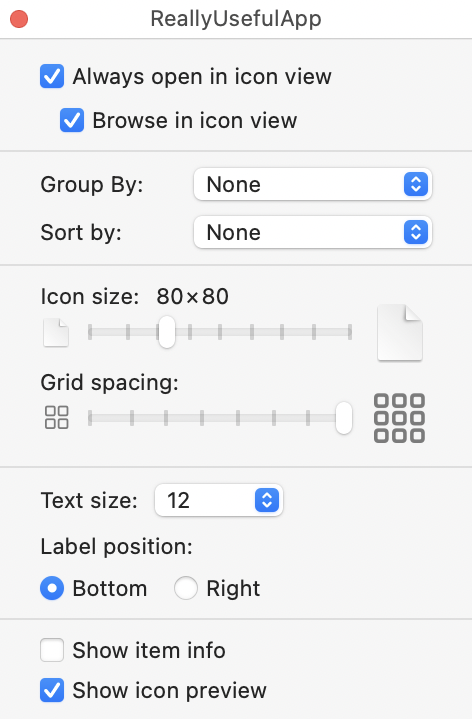 ReallyUsefulApp
Always open in icon view
Browse in icon view
Group By: None
Sort by: None
Icon size: 80×80
Grid spacing:
Text size: 12
Label position:
Bottom Right
Show item info
Show icon preview